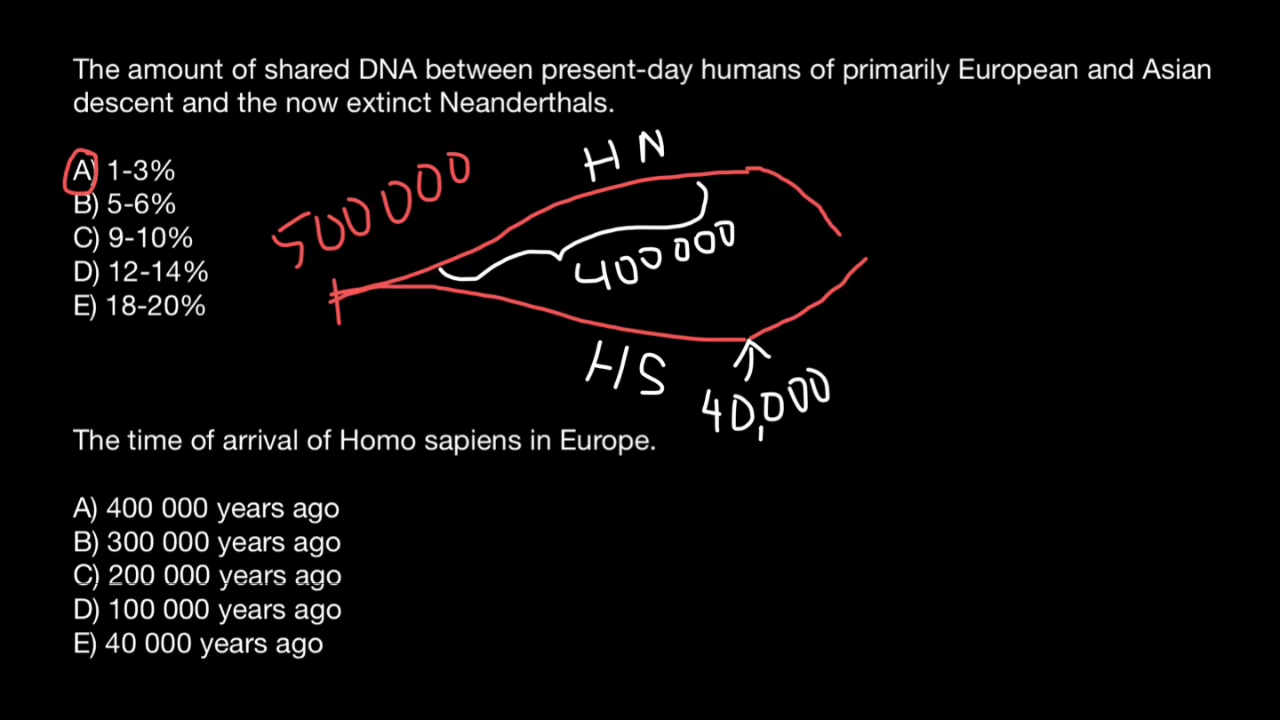 The amount of shared DNA between present-day humans of primarily European and Asian
descent and the now extinct Neanderthals.
A) 1-3%
B) 5-6%
C) 9-10%
D) 12-14%
E) 18-20%
500000
HN
400000
HS
40,000
The time of arrival of Homo sapiens in Europe.
A) 400 000 years ago
B) 300 000 years ago
C) 200 000 years ago
D) 100 000 years ago
E) 40 000 years ago